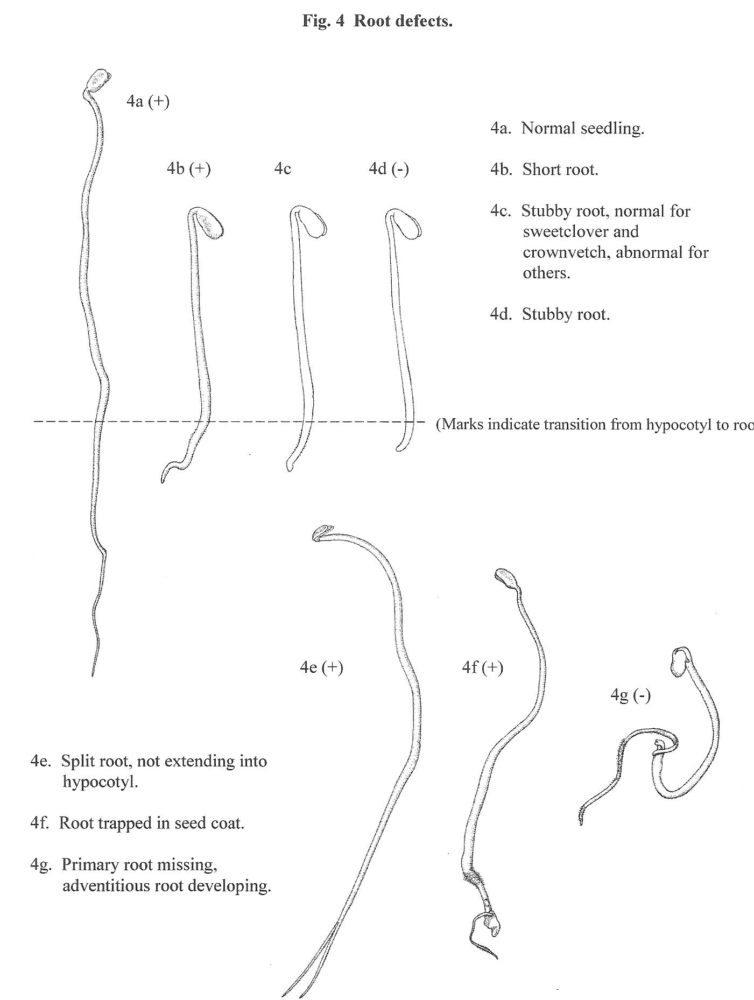 Fig. 4 Root defects.
4a (+)
4b (+)
4c
4d (-)
4a. Normal seedling.
4b. Short root.
4c. Stubby root, normal for
sweetclover and
crownvetch, abnormal for
others.
4d. Stubby root.
(Marks indicate transition from hypocotyl to roo
4e (+)
4f (+)
4g (-)
4e. Split root, not extending into
hypocotyl.
4f. Root trapped in seed coat.
4g. Primary root missing,
adventitious root developing.